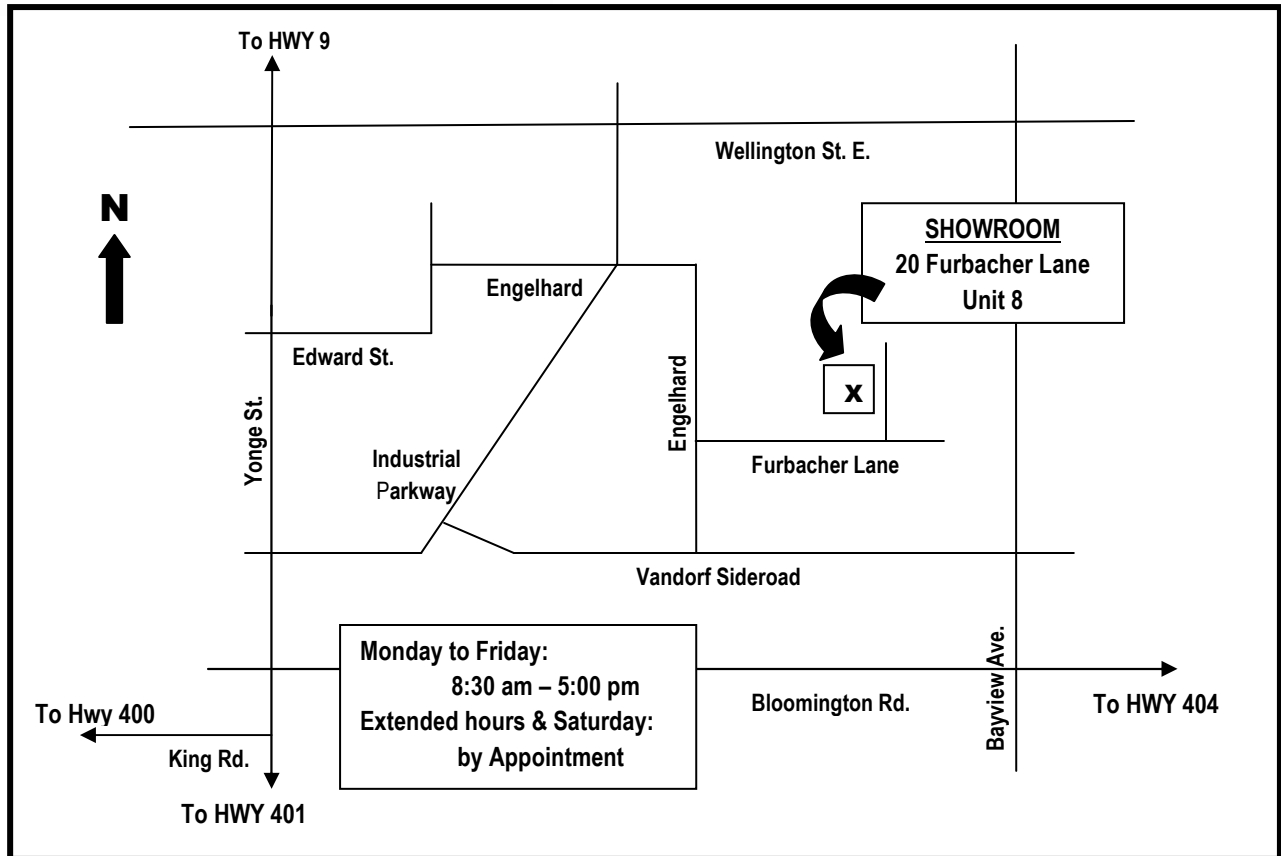 To HWY 9
Wellington St. E.
N
SHOWROOM
20 Furbacher Lane
Unit 8
Engelhard
Edward St.
x
Engelhard
Yonge St.
Industrial
Parkway
Furbacher Lane
Vandorf Sideroad
Monday to Friday:
8:30 am – 5:00 pm
Extended hours & Saturday:
by Appointment
Bayview Ave.
Bloomington Rd.
To Hwy 400
To HWY 404
King Rd.
To HWY 401